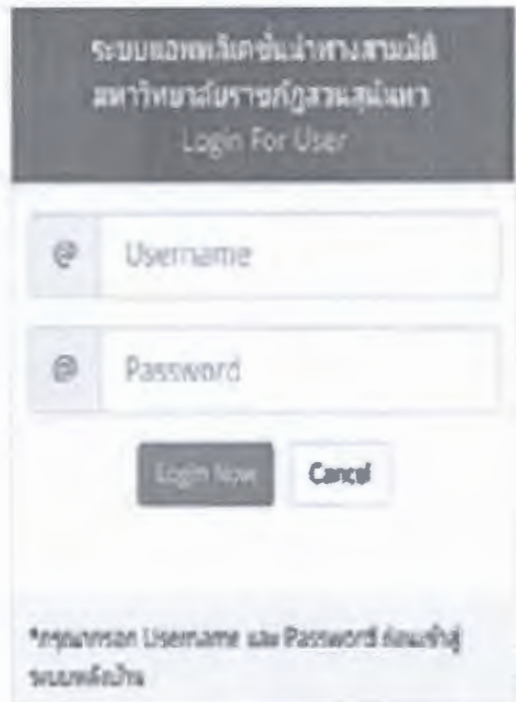 ระบบแอพพลิเคชั่นนำทางสามมิติ
มหาวิทยาลัยราชภัฏสวนสุนันทา
Login For User
@ Username
@ Password
Login Now Cancel
*กรุณากรอก Username และ Password ก่อนเข้าสู่
ระบบหลังบ้าน